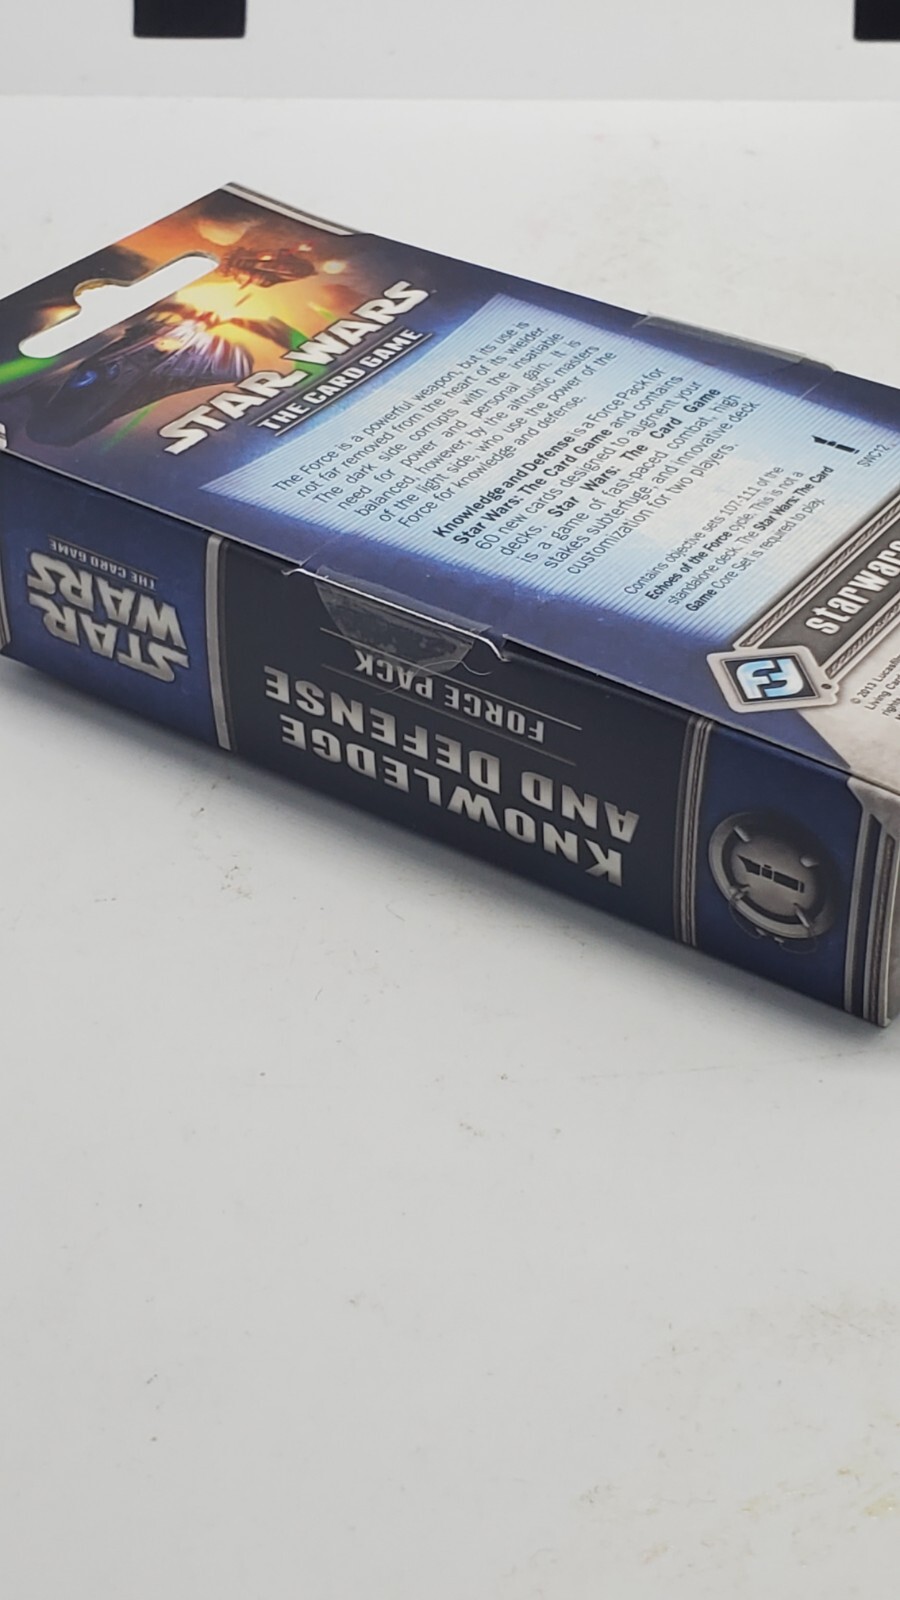 STAR WARS
THE CARD GAME
The Force is a powerful weapon, but its use is
not far removed from the heart of its wielder.
The dark side corrupts with the insatiable
need for power and personal gain. It is
balanced, however, by the altruistic masters
of the light side, who use the power of the
Force for knowledge and defense.
Knowledge and Defense is a Force Pack for
Star Wars: The Card Game and contains
60 new cards designed to augment your
decks. Star Wars: The Card Game
is a game of fast-paced combat, high
stakes subterfuge, and innovative deck
customization for two players.
Contains objective sets 107-111 of the
Echoes of the Force cycle. This is not a
standalone deck. The Star Wars: The Card
Game Core Set is required to play.
SWC12
starwars
© 2013 Lucasfil
Living Card
rights
STAR
WARS
THE CARD GAME
KNOWLEDGE
AND DEFENSE
FORCE PACK